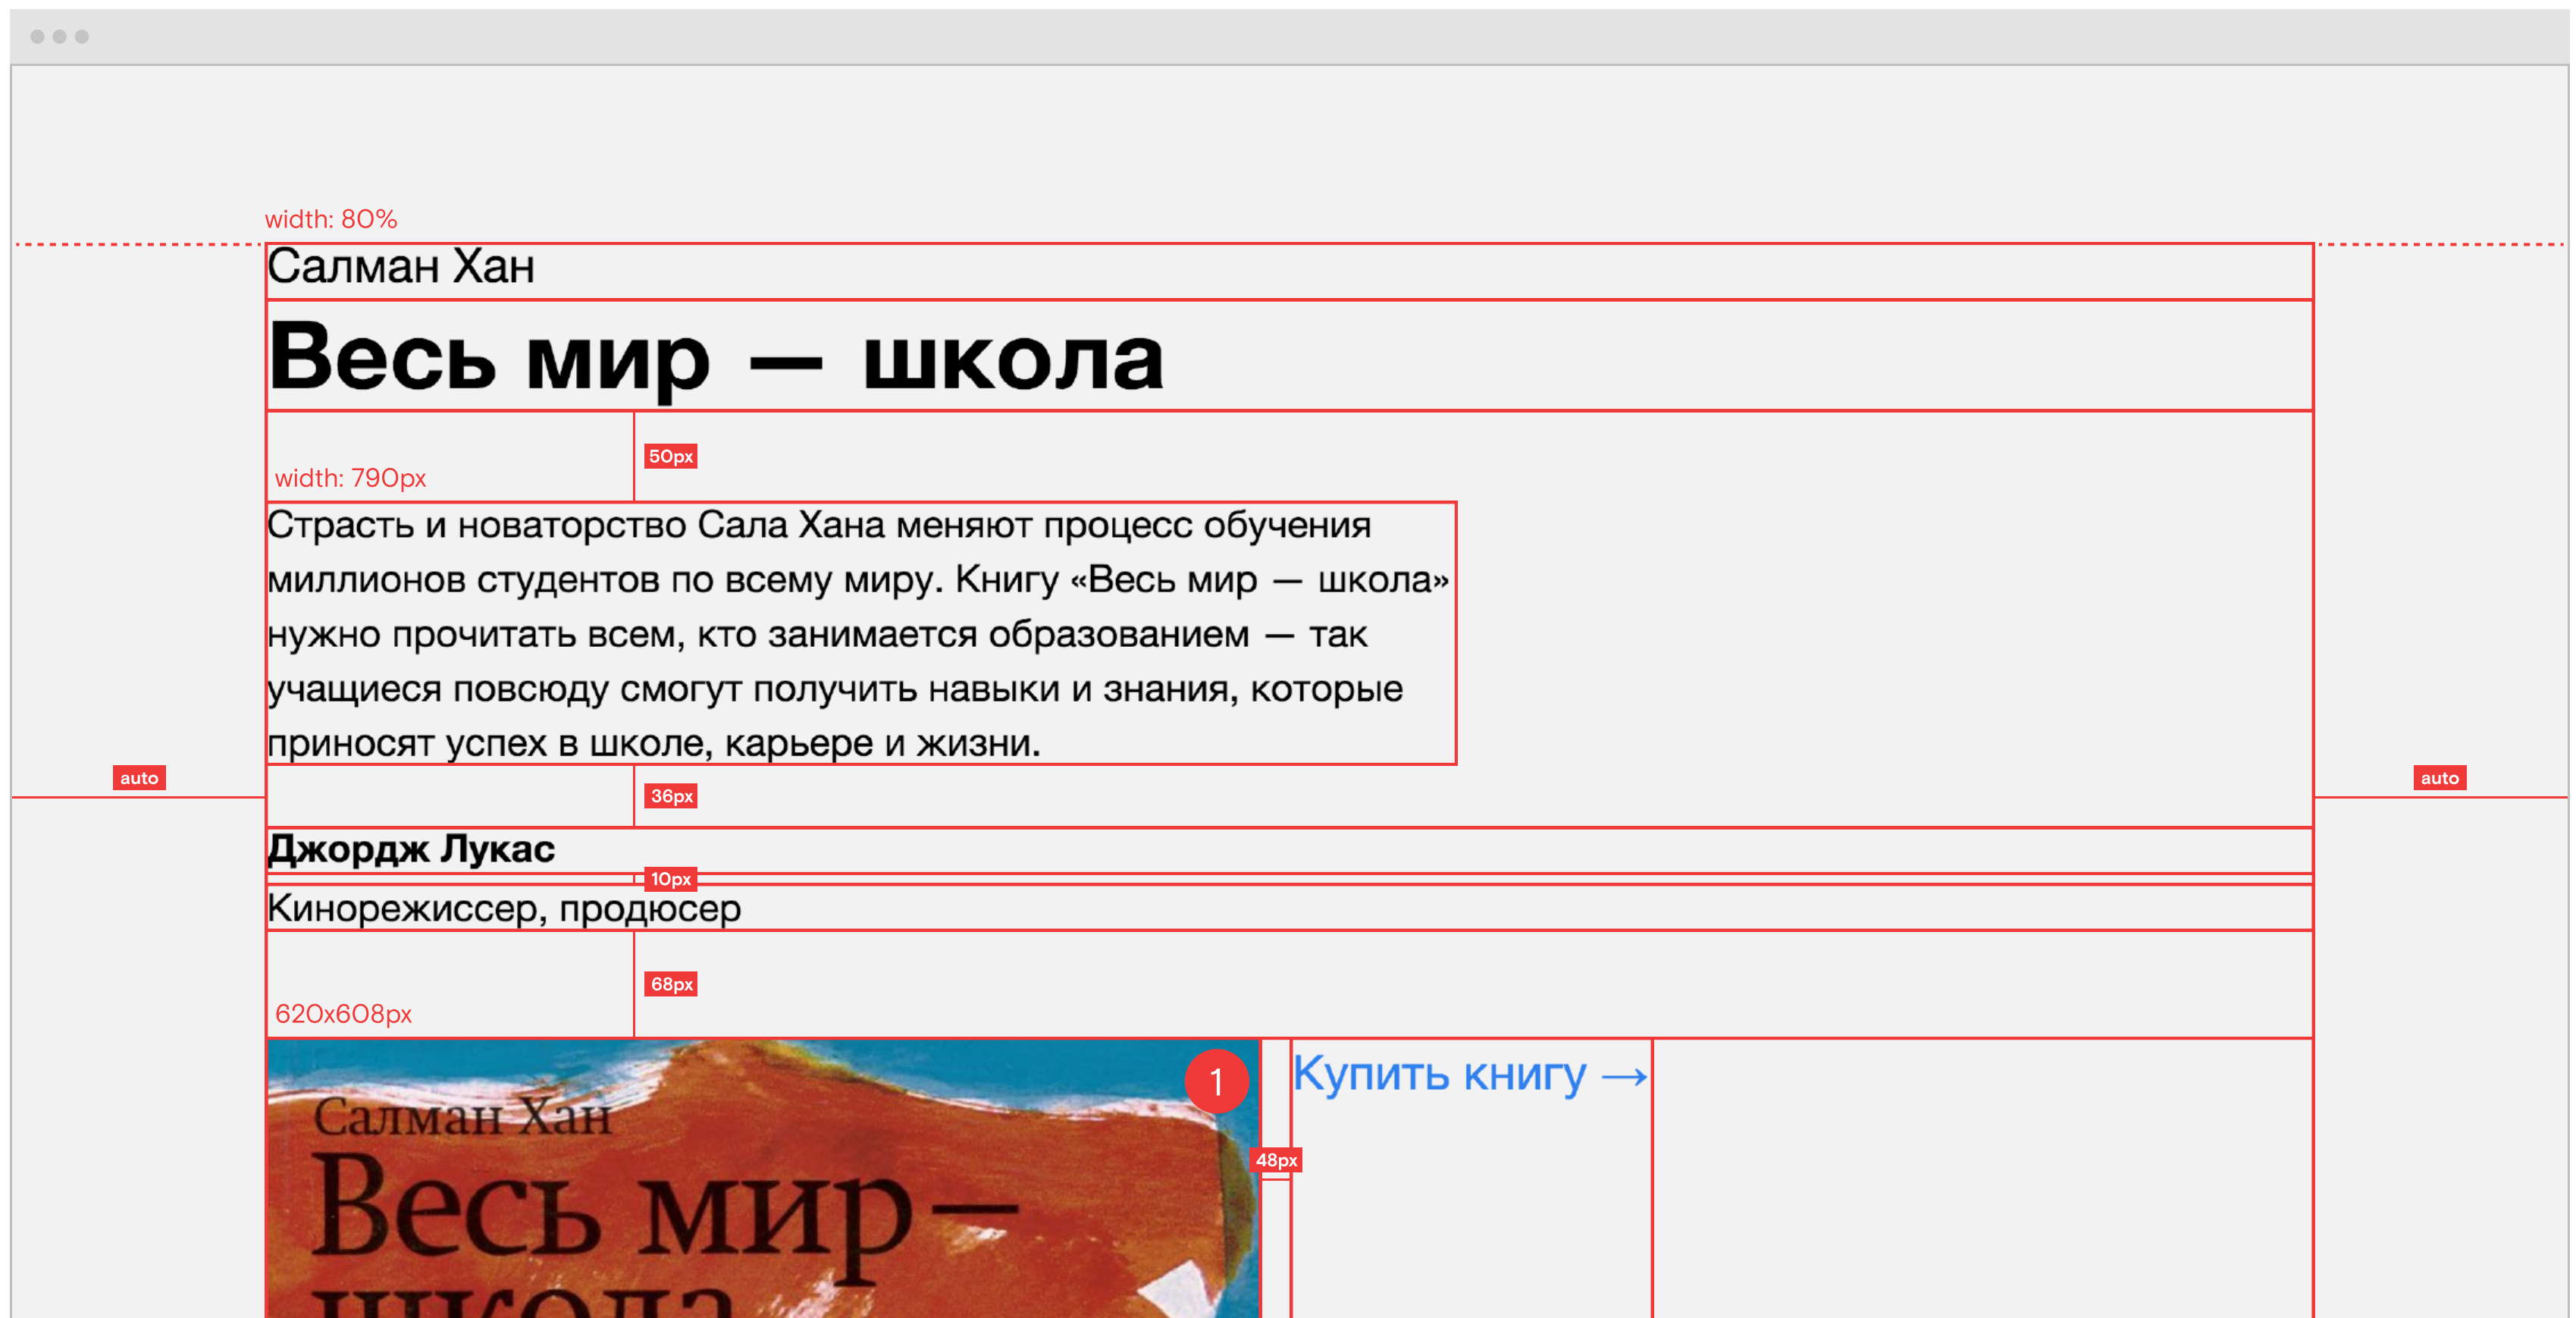 width: 80%
Салман Хан
Весь мир — школа
50px
width: 790px
Страсть и новаторство Сала Хана меняют процесс обучения
миллионов студентов по всему миру. Книгу «Весь мир — школа»
нужно прочитать всем, кто занимается образованием — так
учащиеся повсюду смогут получить навыки и знания, которые
приносят успех в школе, карьере и жизни.
auto
36px
auto
Джордж Лукас
10px
Кинорежиссер, продюсер
68px
620x608px
1
Купить книгу →
Салман Хан
48px
Весь мир—
школа